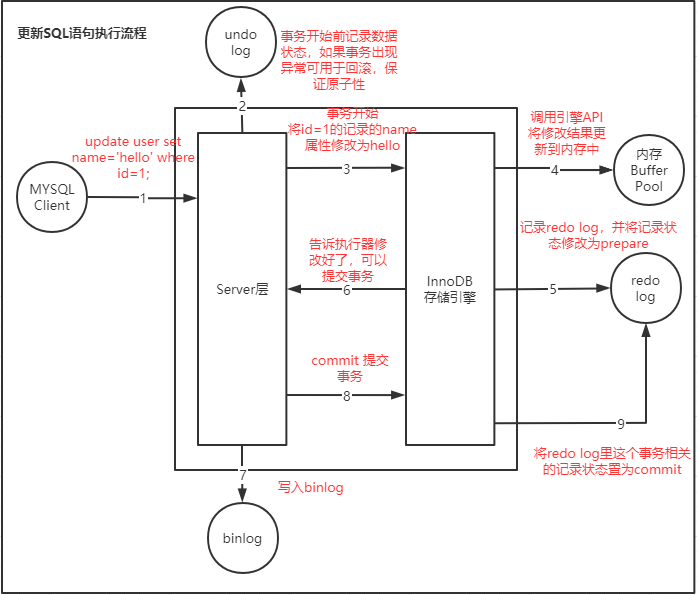 更新SQL语句执行流程
undo
log
事务开始前记录数据
状态，如果事务出现
异常可用于回滚，保
证原子性
2
update user set
name='hello' where
id=1;
MYSQL
Client
1
Server层
事务开始
将id=1的记录的name
属性修改为hello
3
InnoDB
存储引擎
调用引擎API
将修改结果更
新到内存中
4
内存
Buffer
Pool
记录redo log，并将记录状
态修改为prepare
5
redo
log
告诉执行器修
改好了，可以
提交事务
6
commit 提交
事务
8
9
将redo log里这个事务相关
的记录状态置为commit
7
写入binlog
binlog